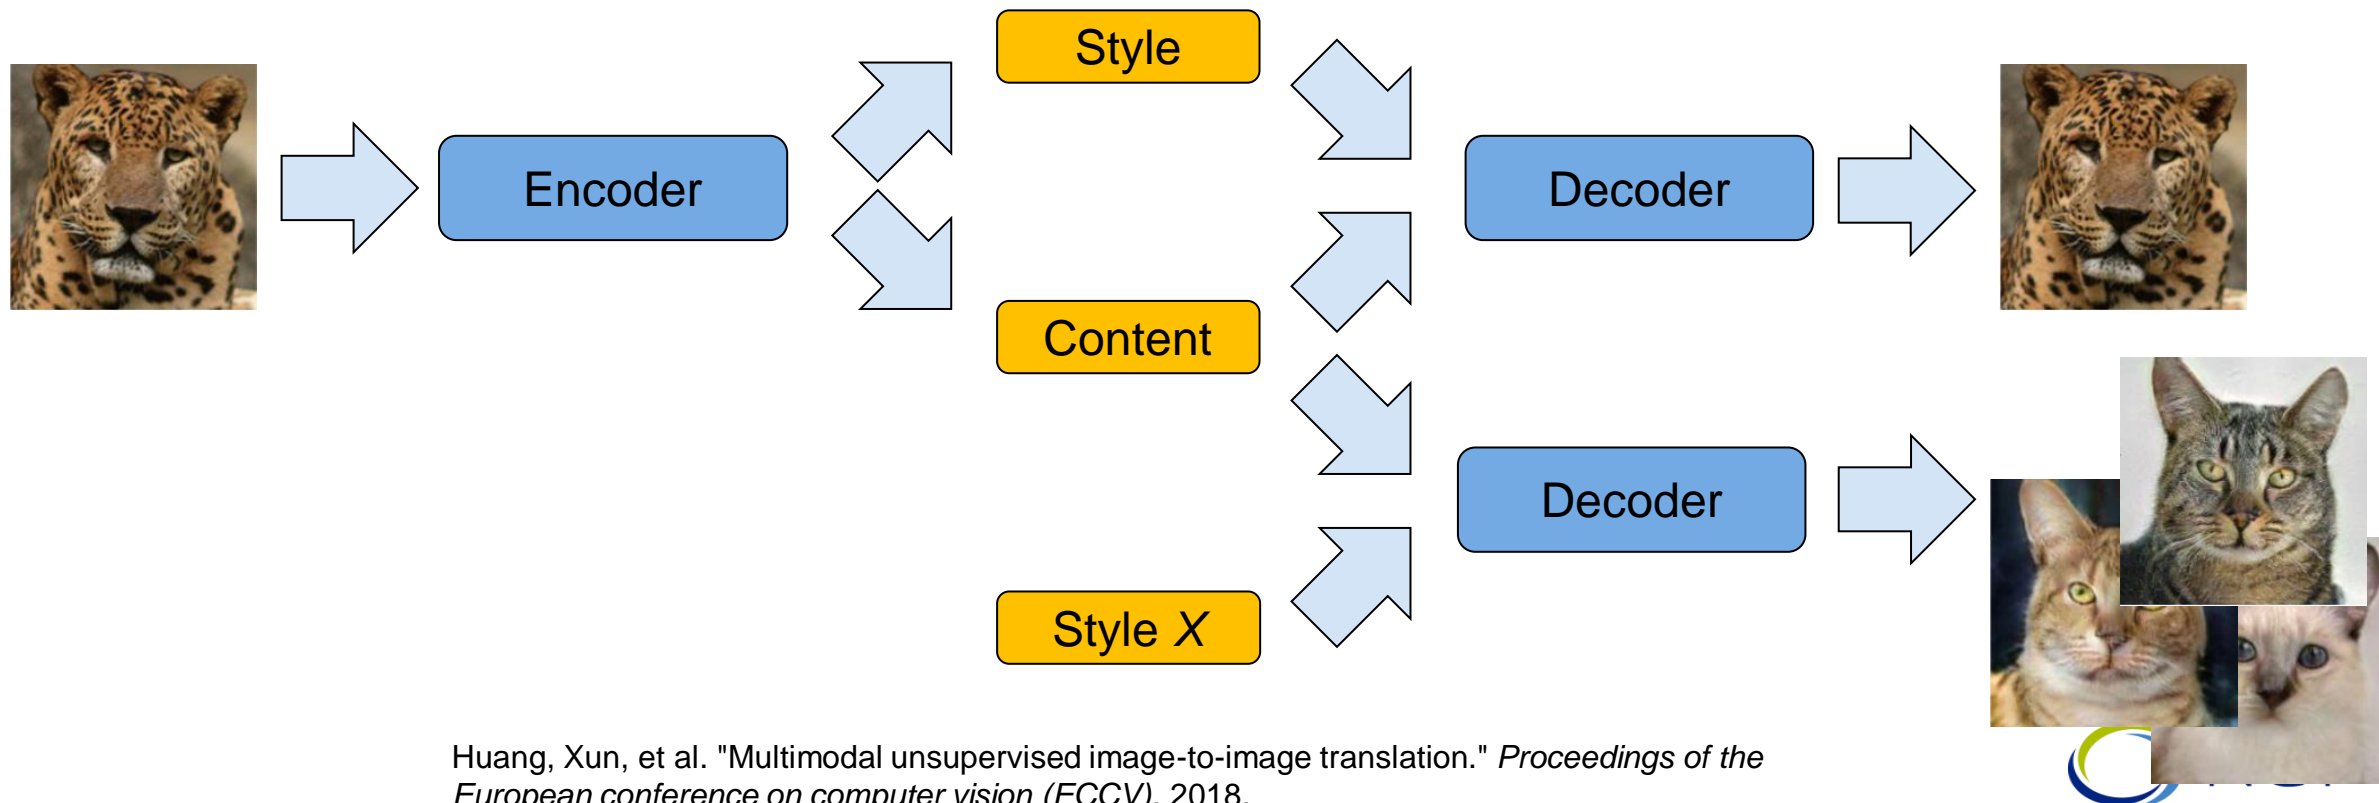 Style
Encoder
Decoder
Content
Decoder
Style X
Huang, Xun, et al. "Multimodal unsupervised image-to-image translation." Proceedings of the
European conference on computer vision (ECCV). 2018.